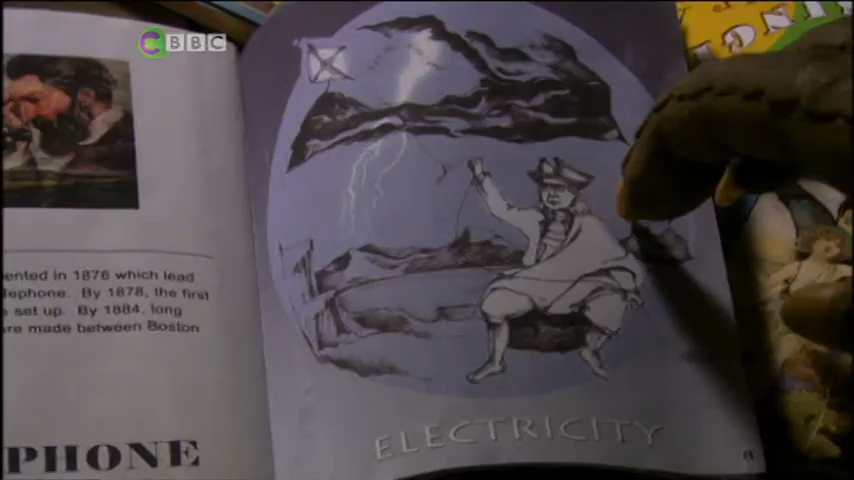 CBBC
ented in 1876 which lead
lephone. By 1878, the first
set up. By 1884, long
re made between Boston
PHONE
ELECTRICITY
8